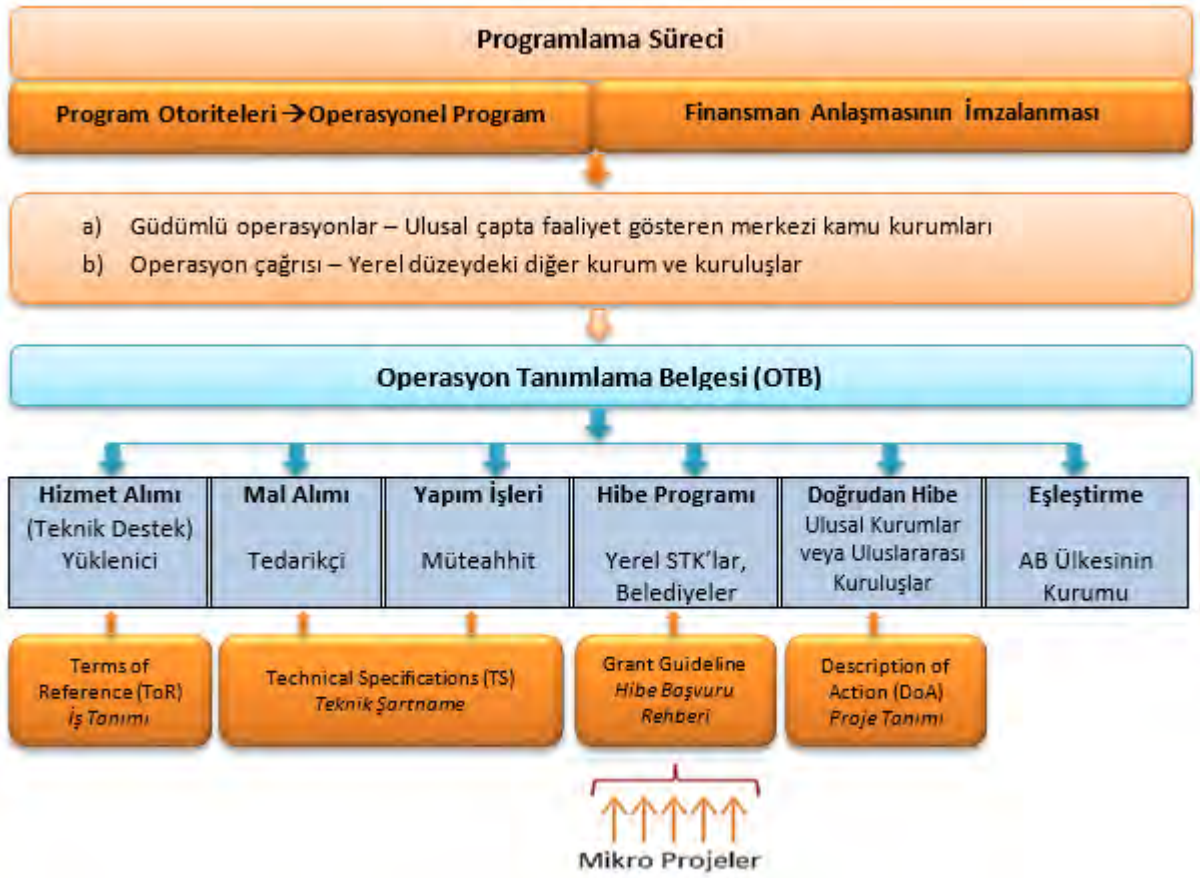 Programlama Süreci
Program Otoriteleri →Operasyonel Program
Finansman Anlaşmasının İmzalanması
a) Güdümlü operasyonlar – Ulusal çapta faaliyet gösteren merkezi kamu kurumları
b) Operasyon çağrısı – Yerel düzeydeki diğer kurum ve kuruluşlar
Operasyon Tanımlama Belgesi (OTB)
Hizmet Alımı
(Teknik Destek)
Yüklenici
Mal Alımı
Tedarikçi
Yapım İşleri
Müteahhit
Hibe Programı
Yerel STK’lar,
Belediyeler
Doğrudan Hibe
Ulusal Kurumlar
veya Uluslararası
Kuruluşlar
Eşleştirme
AB Ülkesinin
Kurumu
Terms of
Reference (ToR)
İş Tanımı
Technical Specifications (TS)
Teknik Şartname
Grant Guideline
Hibe Başvuru
Rehberi
Description of
Action (DoA)
Proje Tanımı
Mikro Projeler